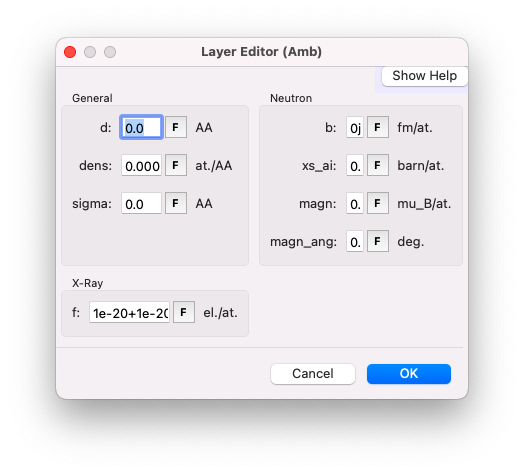 Layer Editor (Amb)
Show Help
General
d: 0.0 F AA
dens: 0.000 F at./AA
sigma: 0.0 F AA
Neutron
b: 0j F fm/at.
xs_ai: 0. F barn/at.
magn: 0. F mu_B/at.
magn_ang: 0. F deg.
X-Ray
f: 1e-20+1e-20 F el./at.
Cancel OK